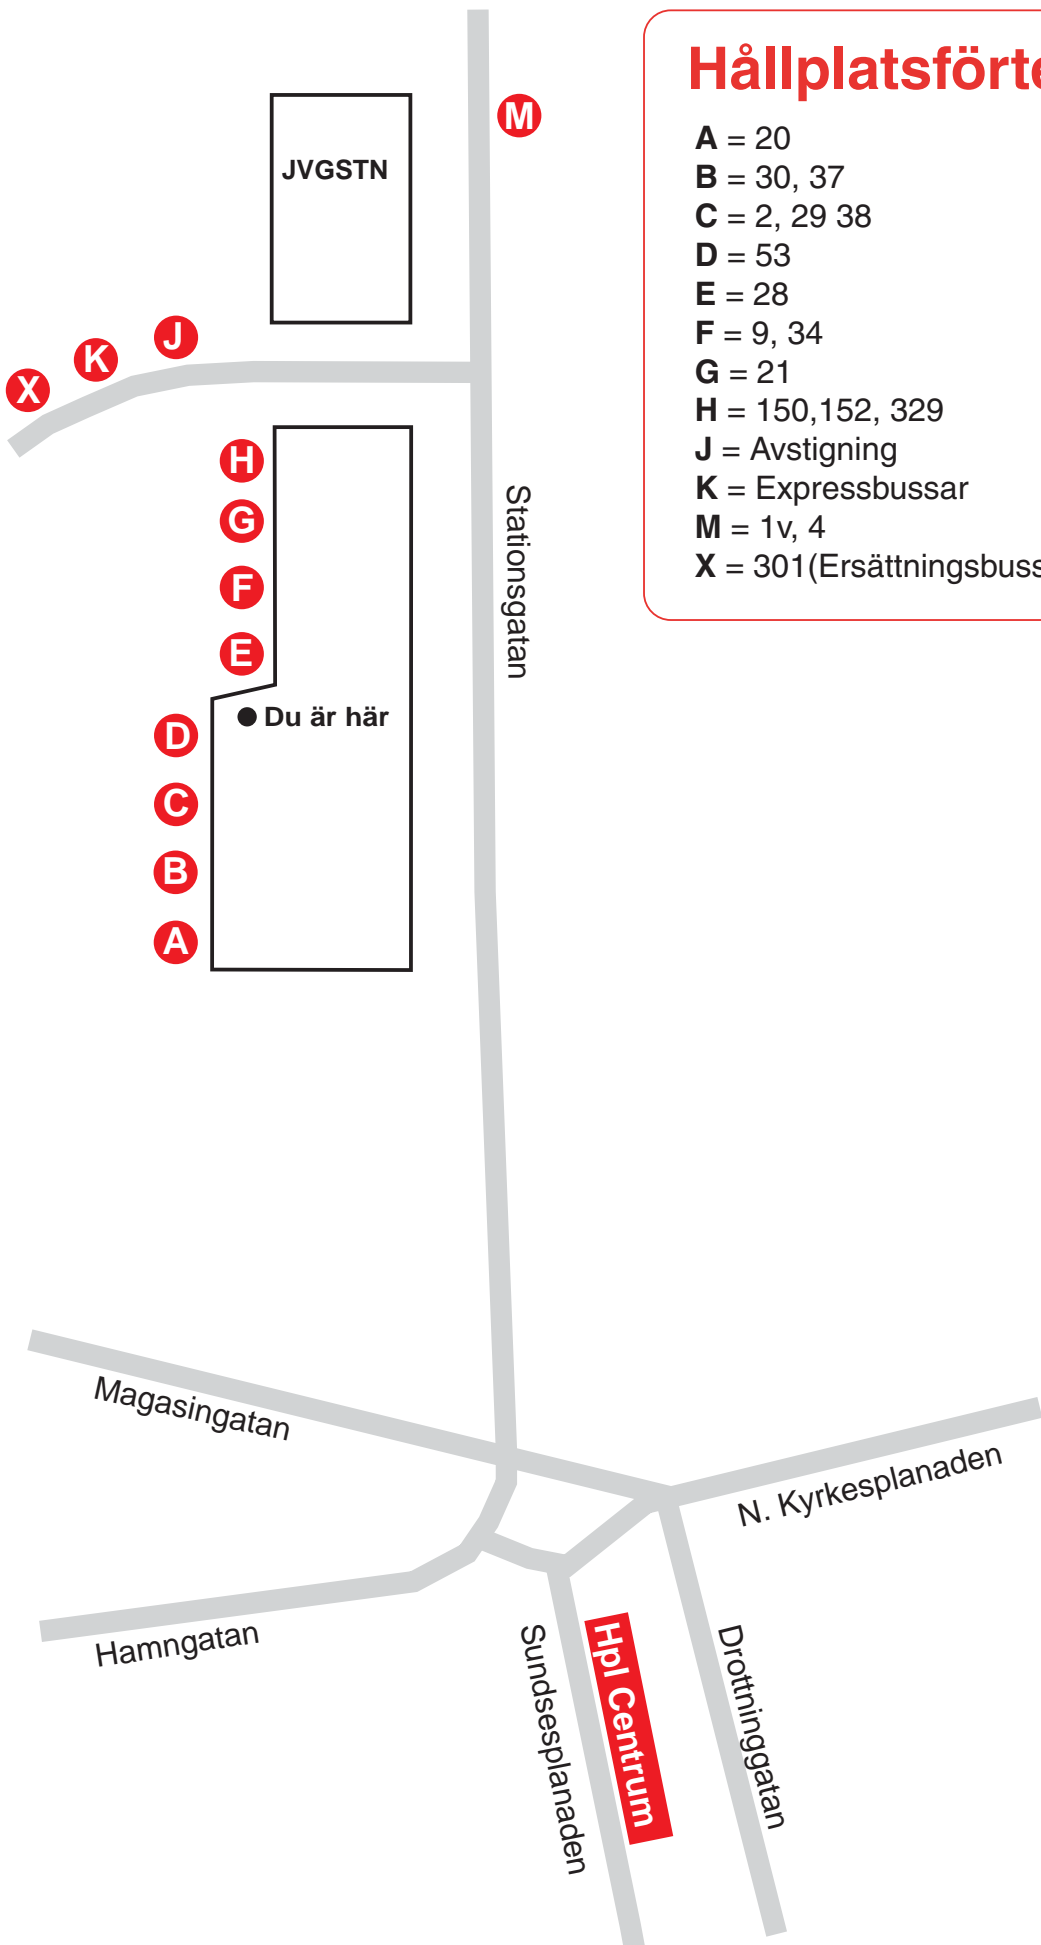 Hållplatsförte
A = 20
B = 30, 37
C = 2, 29 38
D = 53
E = 28
F = 9, 34
G = 21
H = 150,152, 329
J = Avstigning
K = Expressbussar
M = 1v, 4
X = 301(Ersättningsbuss
M
JVGSTN
J
K
X
H
G
F
E
Stationsgatan
Du är här
D
C
B
A
Magasingatan
N. Kyrkesplanaden
Hamngatan
Sundsesplanaden
Hpl Centrum
Drottninggatan